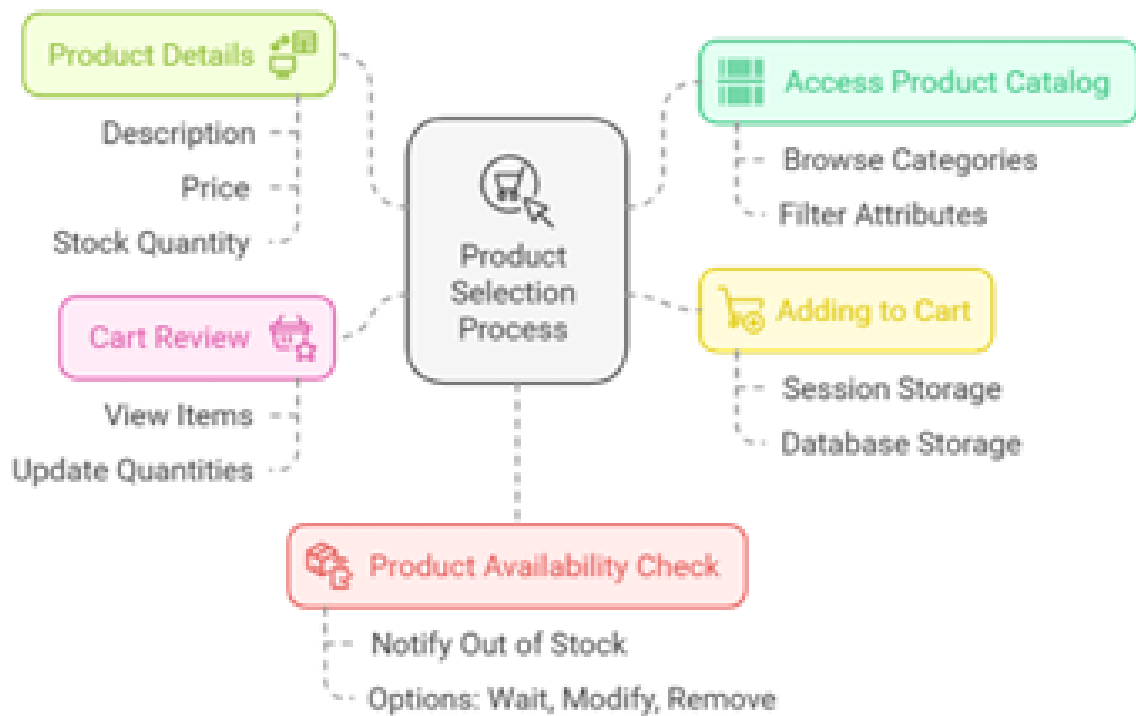 Product Details
Description
Price
Stock Quantity
Cart Review
View Items
Update Quantities
Product
Selection
Process
Access Product Catalog
Browse Categories
Filter Attributes
Adding to Cart
Session Storage
Database Storage
Product Availability Check
Notify Out of Stock
Options: Wait, Modify, Remove